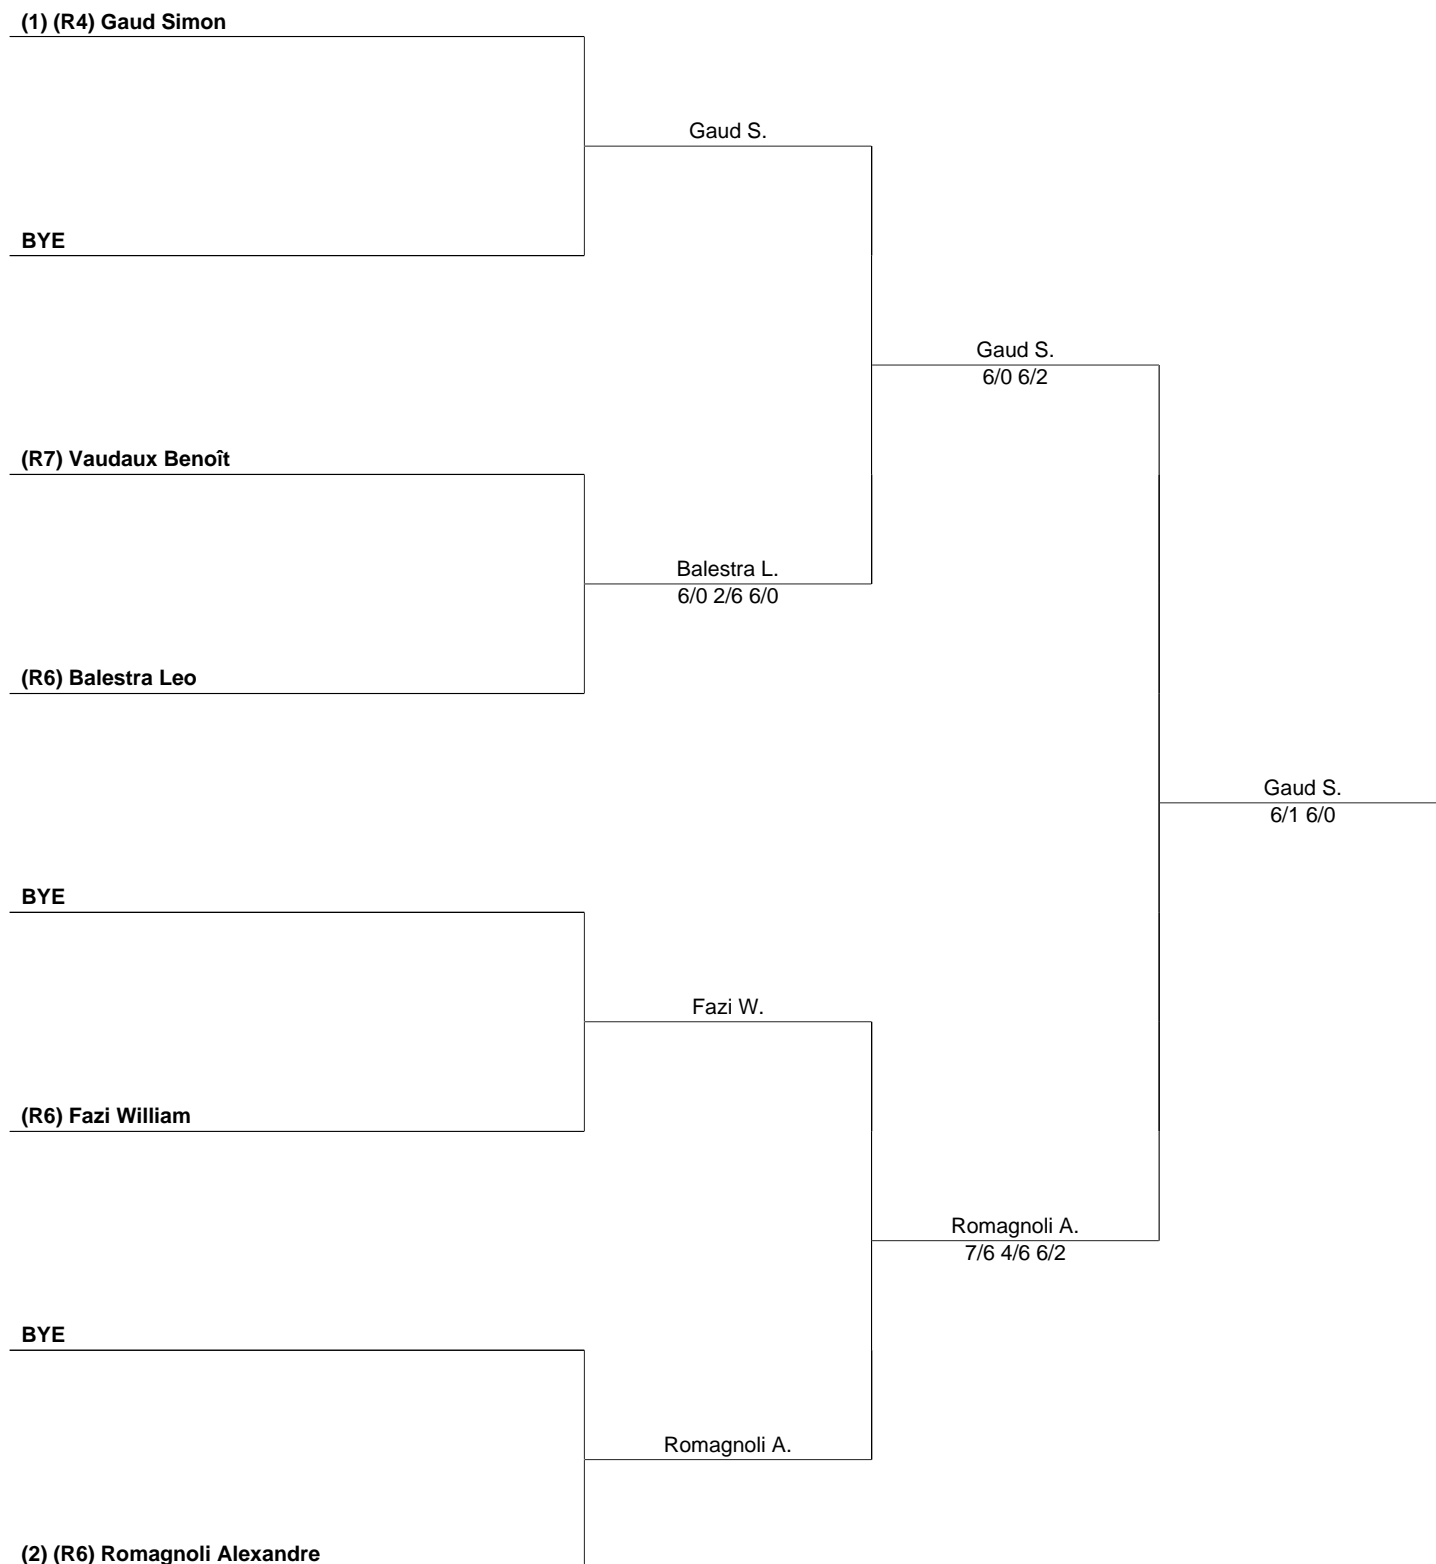 (1) (R4) Gaud Simon
Gaud S.
BYE
Gaud S.
6/0 6/2
(R7) Vaudaux Benoît
Balestra L.
6/0 2/6 6/0
(R6) Balestra Leo
Gaud S.
6/1 6/0
BYE
Fazi W.
(R6) Fazi William
Romagnoli A.
7/6 4/6 6/2
BYE
Romagnoli A.
(2) (R6) Romagnoli Alexandre